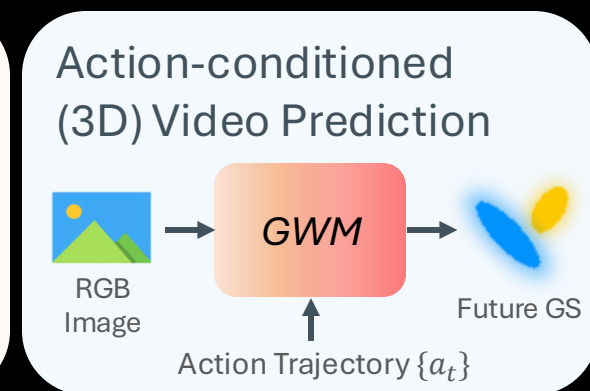 Action-conditioned
(3D) Video Prediction
GWM
RGB
Image
Future GS
Action Trajectory {𝑎ₜ}